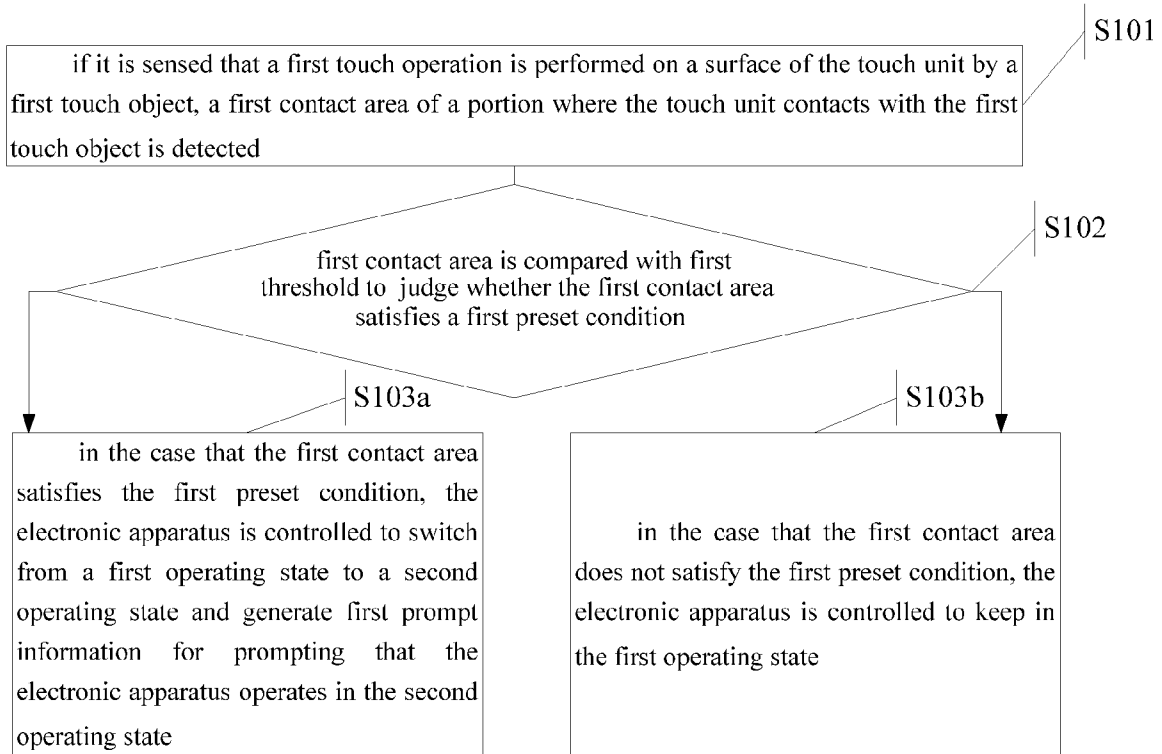 S101
if it is sensed that a first touch operation is performed on a surface of the touch unit by a
first touch object, a first contact area of a portion where the touch unit contacts with the first
touch object is detected
S102
first contact area is compared with first
threshold to judge whether the first contact area
satisfies a first preset condition
S103a
in the case that the first contact area
satisfies the first preset condition, the
electronic apparatus is controlled to switch
from a first operating state to a second
operating state and generate first prompt
information for prompting that the
electronic apparatus operates in the second
operating state
S103b
in the case that the first contact area
does not satisfy the first preset condition, the
electronic apparatus is controlled to keep in
the first operating state